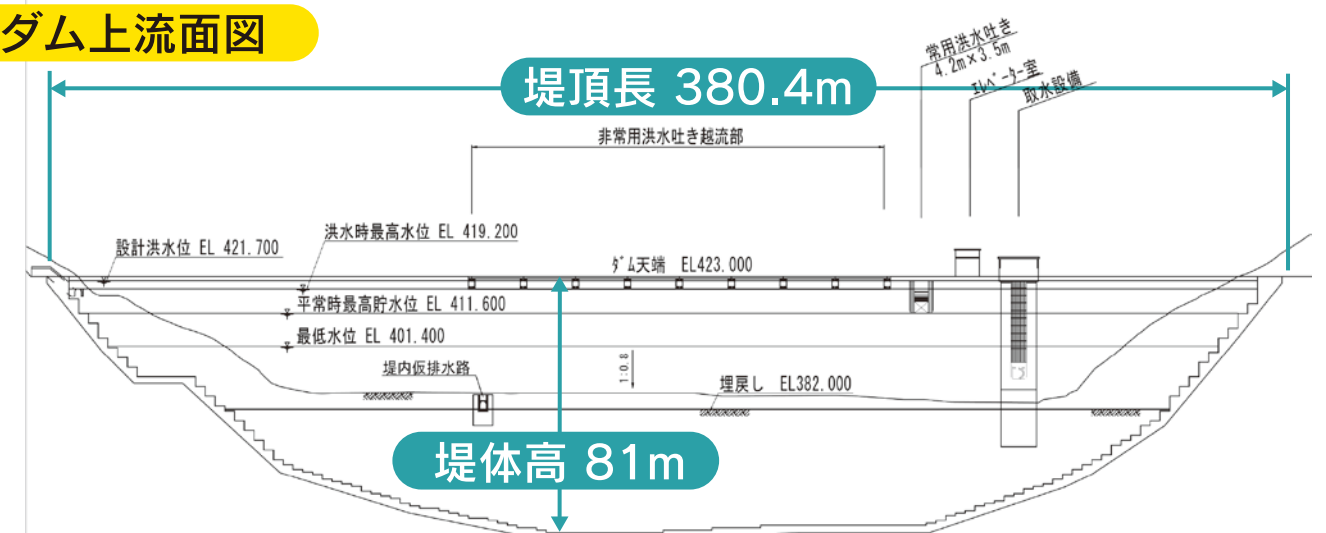 ダム上流面図
堤頂長 380.4m
常用洪水吐き
4.2m×3.5m
エレベーター室
取水設備
非常用洪水吐き越流部
設計洪水位 EL 421.700
洪水時最高水位 EL 419.200
ダム天端 EL423.000
平常時最高貯水位 EL 411.600
最低水位 EL 401.400
堤内仮排水路
1:0.8
埋戻し EL382.000
堤体高 81m